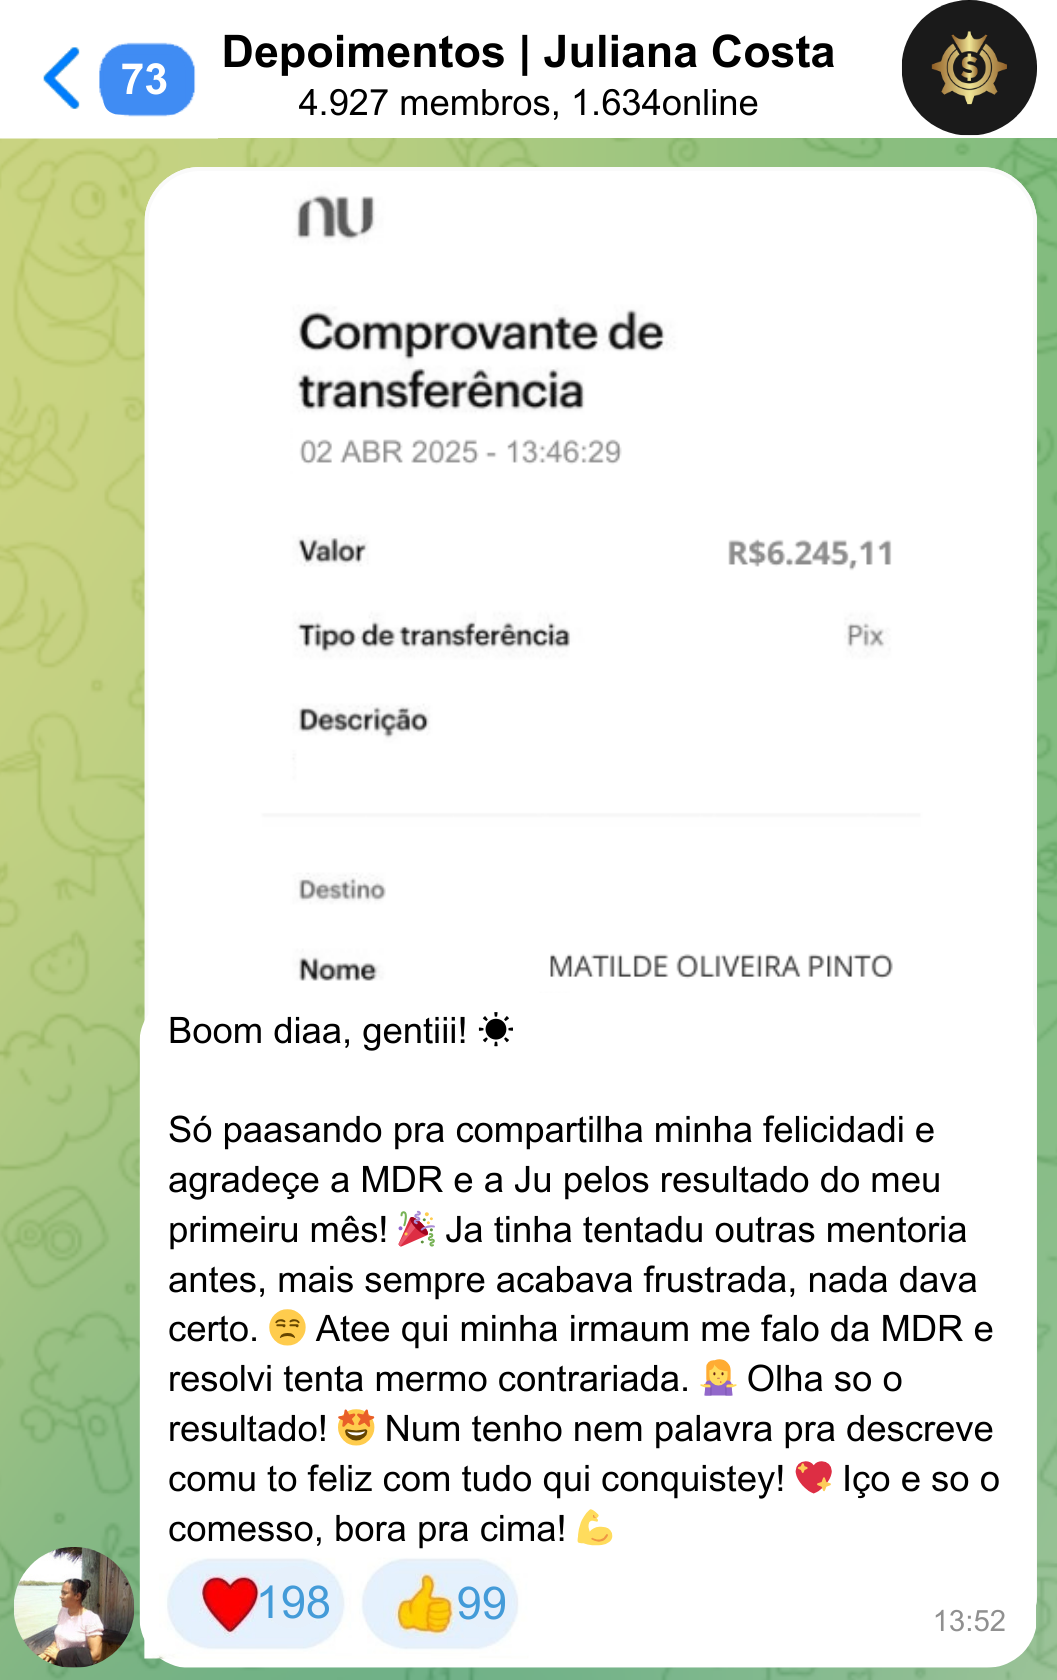 73
Depoimentos | Juliana Costa
4.927 membros, 1.634online
$
nu
Comprovante de
transferência
02 ABR 2025 - 13:46:29
Valor R$6.245,11
Tipo de transferência Pix
Descrição
Destino
Nome MATILDE OLIVEIRA PINTO
Boom diaa, gentiii! ☀
Só paasando pra compartilha minha felicidadi e
agradeçe a MDR e a Ju pelos resultado do meu
primeiru mês! 🎉 Ja tinha tentadu outras mentoria
antes, mais sempre acabava frustrada, nada dava
certo. 😒 Atee qui minha irmaum me falo da MDR e
resolvi tenta mermo contrariada. 🤷‍♀️ Olha so o
resultado! 🤩 Num tenho nem palavra pra descreve
comu to feliz com tudo qui conquistey! 💖 Iço e so o
comesso, bora pra cima! 💪
❤️198 👍99
13:52